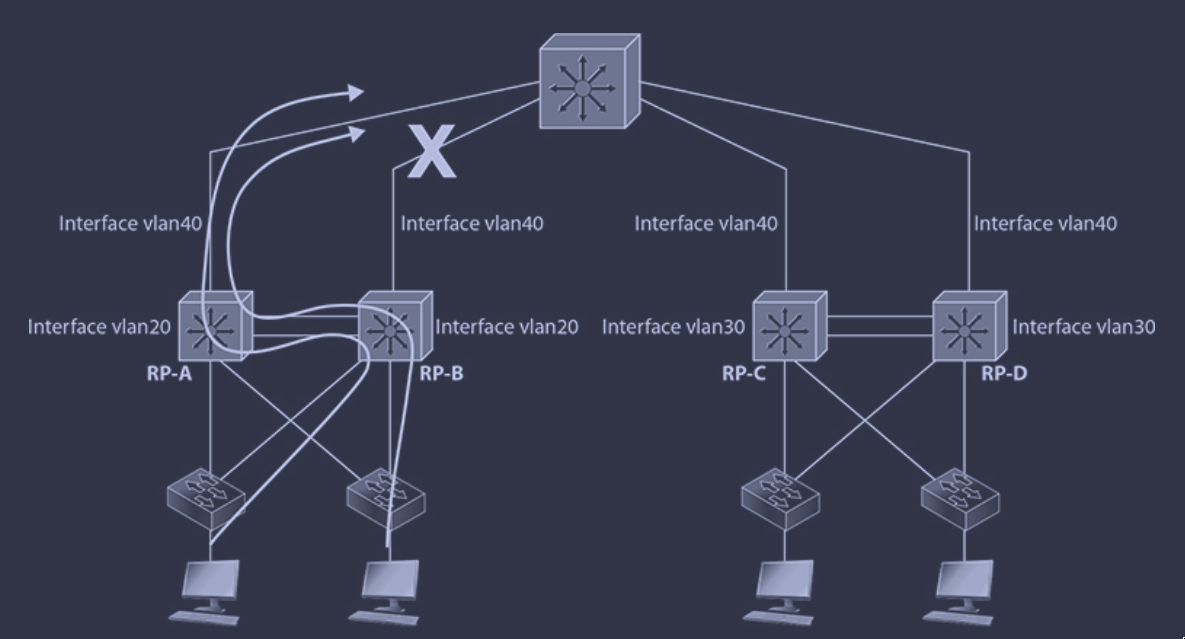 X
Interface vlan40
Interface vlan40
Interface vlan40
Interface vlan40
Interface vlan20
Interface vlan20
Interface vlan30
Interface vlan30
RP-A
RP-B
RP-C
RP-D